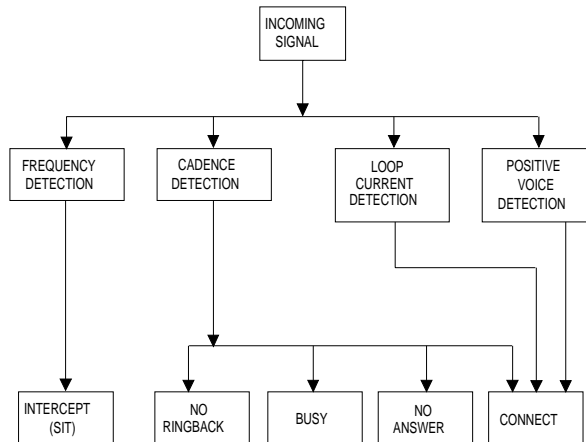 INCOMING
SIGNAL
FREQUENCY
DETECTION
CADENCE
DETECTION
LOOP
CURRENT
DETECTION
POSITIVE
VOICE
DETECTION
INTERCEPT
(SIT)
NO
RINGBACK
BUSY
NO
ANSWER
CONNECT